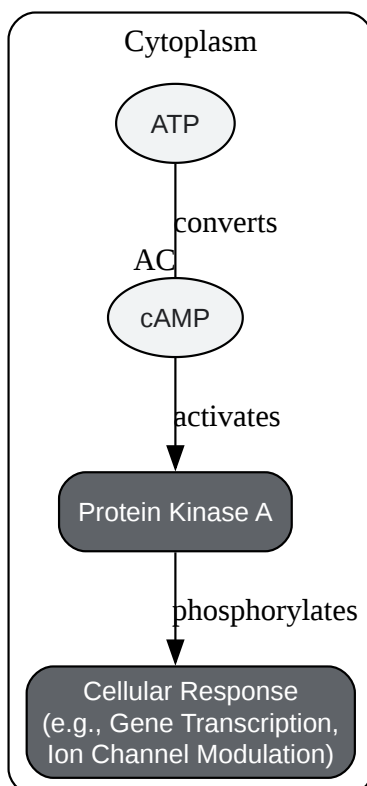 Cytoplasm
ATP
converts
AC
cAMP
activates
Protein Kinase A
phosphorylates
Cellular Response
(e.g., Gene Transcription,
Ion Channel Modulation)